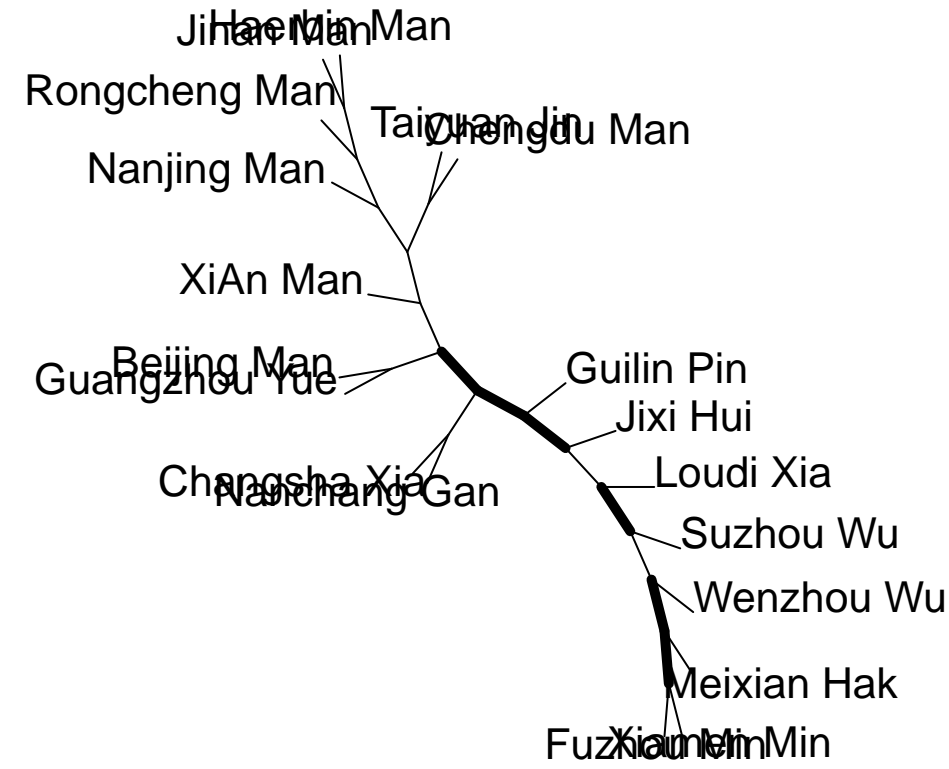 Haerbin Man
Jinan Man
Rongcheng Man
Taiyuan Jin
Chengdu Man
Nanjing Man
XiAn Man
Beijing Man
Guangzhou Yue
Guilin Pin
Jixi Hui
Loudi Xia
Changsha Xia
Nanchang Gan
Suzhou Wu
Wenzhou Wu
Meixian Hak
Xiamen Min
Fuzhou Min